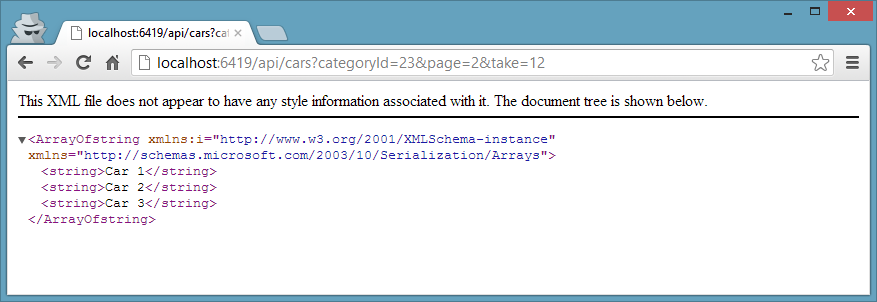 localhost:6419/api/cars?cat
localhost:6419/api/cars?categoryId=23&page=2&take=12
This XML file does not appear to have any style information associated with it. The document tree is shown below.
▼<ArrayOfstring xmlns:i="http://www.w3.org/2001/XMLSchema-instance"
xmlns="http://schemas.microsoft.com/2003/10/Serialization/Arrays">
<string>Car 1</string>
<string>Car 2</string>
<string>Car 3</string>
</ArrayOfstring>